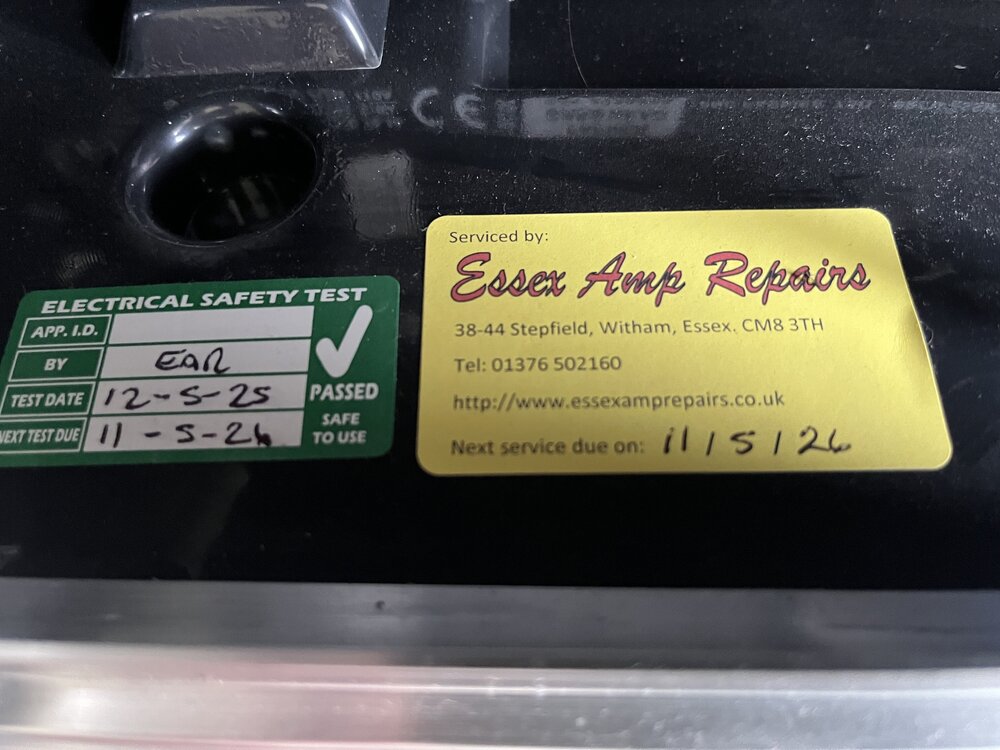 CE
ELECTRICAL SAFETY TEST
APP. I.D.
BY EAR
TEST DATE 12-5-25
NEXT TEST DUE 11-5-26
PASSED
SAFE
TO USE
Serviced by:
Essex Amp Repairs
38-44 Stepfield, Witham, Essex. CM8 3TH
Tel: 01376 502160
http://www.essexamprepairs.co.uk
Next service due on: 11/5/26